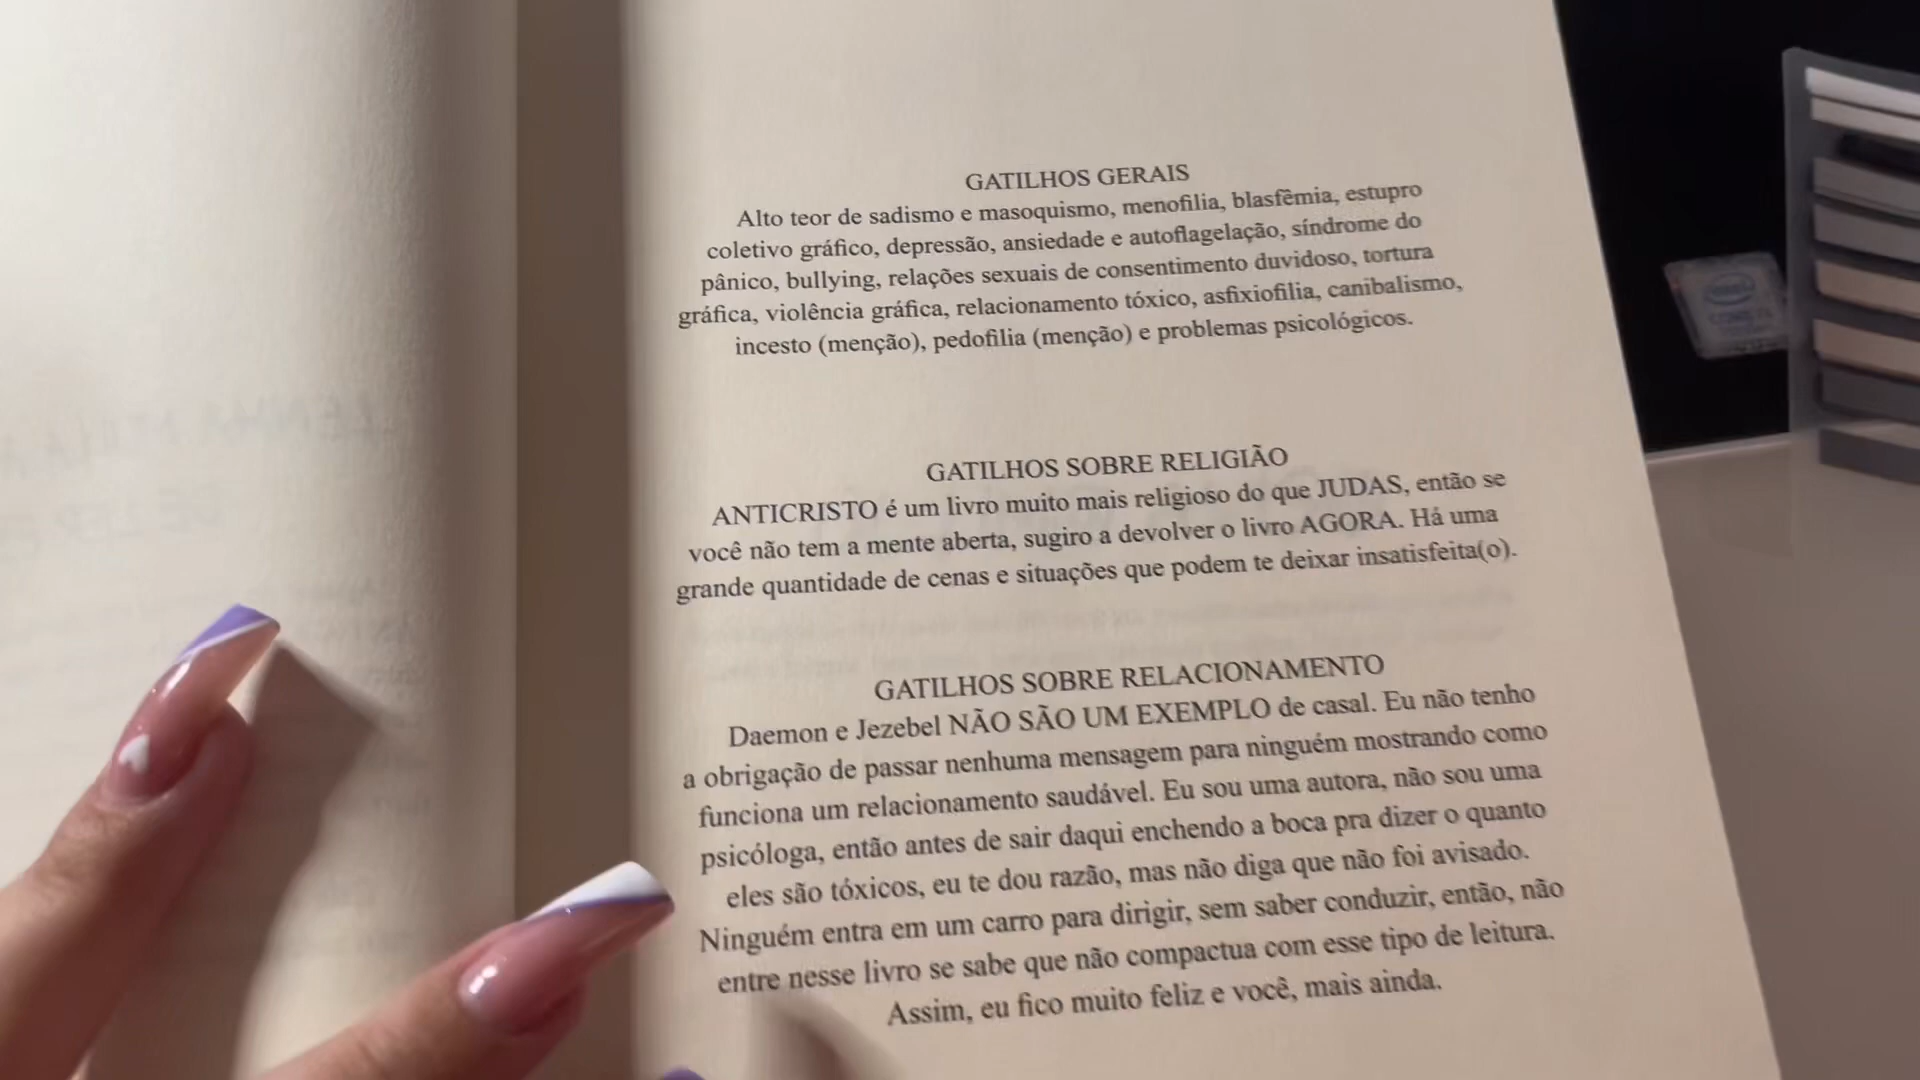 GATILHOS GERAIS
Alto teor de sadismo e masoquismo, menofilia, blasfêmia, estupro
coletivo gráfico, depressão, ansiedade e autoflagelação, síndrome do
pânico, bullying, relações sexuais de consentimento duvidoso, tortura
gráfica, violência gráfica, relacionamento tóxico, asfixiofilia, canibalismo,
incesto (menção), pedofilia (menção) e problemas psicológicos.
GATILHOS SOBRE RELIGIÃO
ANTICRISTO é um livro muito mais religioso do que JUDAS, então se
você não tem a mente aberta, sugiro a devolver o livro AGORA. Há uma
grande quantidade de cenas e situações que podem te deixar insatisfeita(o).
GATILHOS SOBRE RELACIONAMENTO
Daemon e Jezebel NÃO SÃO UM EXEMPLO de casal. Eu não tenho
a obrigação de passar nenhuma mensagem para ninguém mostrando como
funciona um relacionamento saudável. Eu sou uma autora, não sou uma
psicóloga, então antes de sair daqui enchendo a boca pra dizer o quanto
eles são tóxicos, eu te dou razão, mas não diga que não foi avisado.
Ninguém entra em um carro para dirigir, sem saber conduzir, então, não
entre nesse livro se sabe que não compactua com esse tipo de leitura.
Assim, eu fico muito feliz e você, mais ainda.